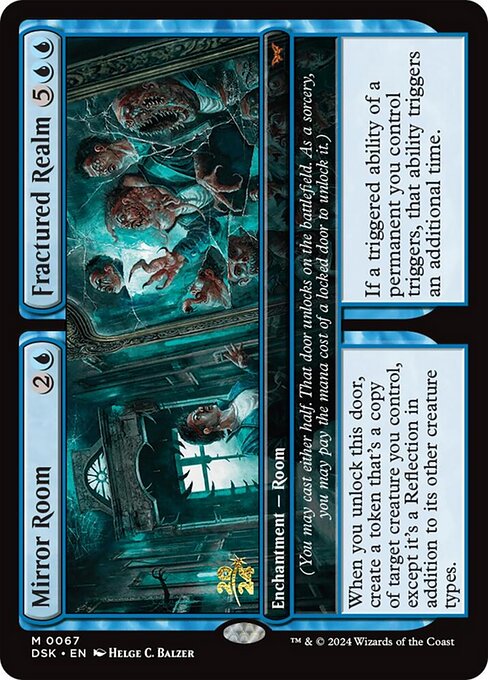 Mirror Room 2
When you unlock this door,
create a token that's a copy
of target creature you control,
except it's a Reflection in
addition to its other creature
types.
Fractured Realm 5
If a triggered ability of a
permanent you control
triggers, that ability triggers
an additional time.
Enchantment — Room
(You may cast either half. That door unlocks on the battlefield. As a sorcery,
you may pay the mana cost of a locked door to unlock it.)
2024
M 0067
DSK • EN HELGE C. BALZER
™ & © 2024 Wizards of the Coast